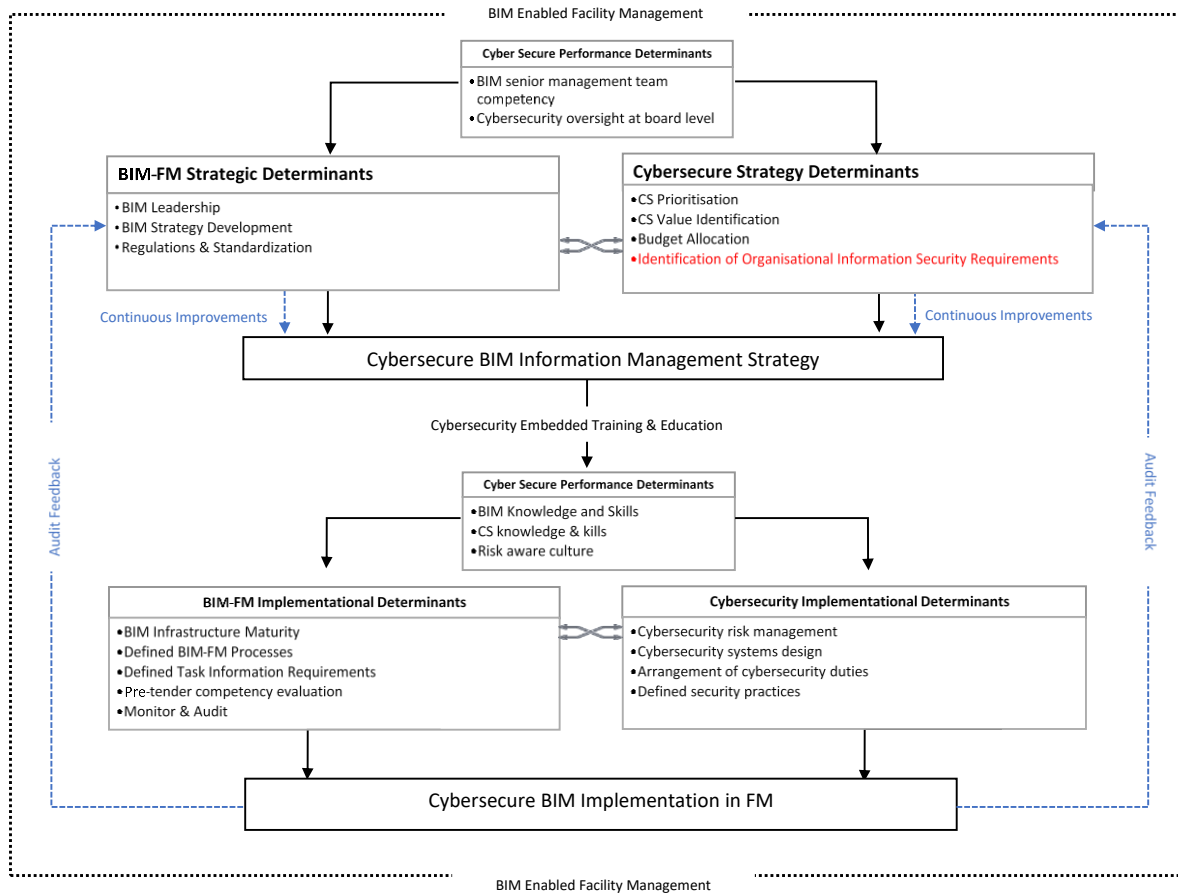 BIM Enabled Facility Management
Cyber Secure Performance Determinants
•BIM senior management team
competency
•Cybersecurity oversight at board level
BIM-FM Strategic Determinants
•BIM Leadership
•BIM Strategy Development
•Regulations & Standardization
Cybersecure Strategy Determinants
•CS Prioritisation
•CS Value Identification
•Budget Allocation
•Identification of Organisational Information Security Requirements
Continuous Improvements
Continuous Improvements
Cybersecure BIM Information Management Strategy
Cybersecurity Embedded Training & Education
Audit Feedback
Audit Feedback
Cyber Secure Performance Determinants
•BIM Knowledge and Skills
•CS knowledge & kills
•Risk aware culture
BIM-FM Implementational Determinants
•BIM Infrastructure Maturity
•Defined BIM-FM Processes
•Defined Task Information Requirements
•Pre-tender competency evaluation
•Monitor & Audit
Cybersecurity Implementational Determinants
•Cybersecurity risk management
•Cybersecurity systems design
•Arrangement of cybersecurity duties
•Defined security practices
Cybersecure BIM Implementation in FM
BIM Enabled Facility Management